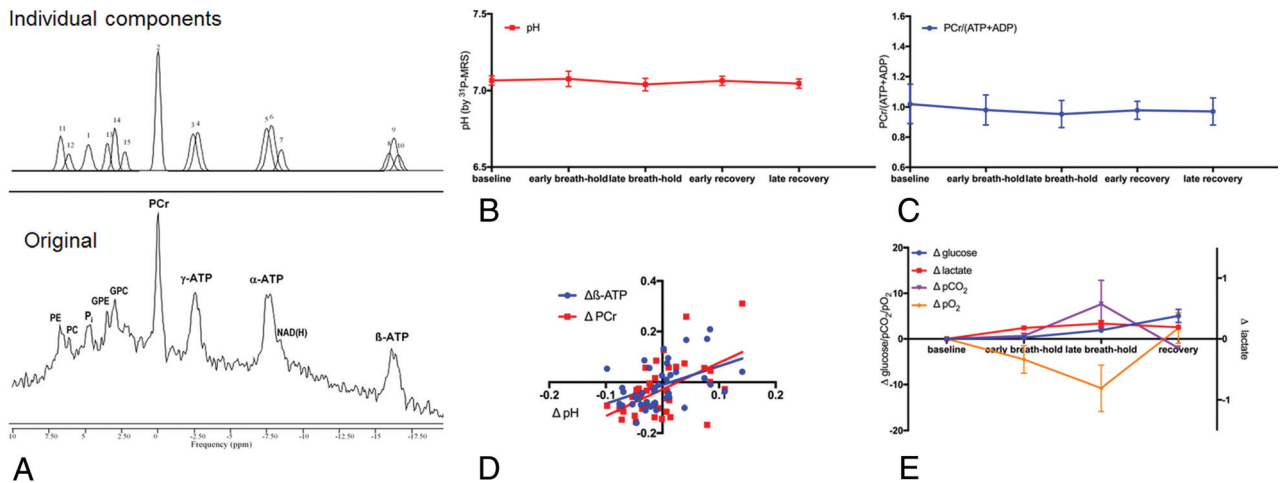 Individual components
2
11
12
1
13
14
15
3 4
5 6
7
8
9
10
Original
PCr
γ-ATP
α-ATP
GPC
GPE
PE
PC
Pi
NAD(H)
ß-ATP
10 7.50 5 2.50 0 -2.50 -5 -7.50 -10 -12.50 -15 -17.50
Frequency (ppm)
A
pH
7.5
7.0
6.5
pH (by 31P-MRS)
baseline early breath-hold late breath-hold early recovery late recovery
B
PCr/(ATP+ADP)
1.6
1.4
1.2
1.0
0.8
0.6
PCr/(ATP+ADP)
baseline early breath-hold late breath-hold early recovery late recovery
C
Δß-ATP
Δ PCr
0.4
0.2
-0.2
-0.2 -0.1 0.1 0.2
Δ pH
D
Δ glucose
Δ lactate
Δ pCO2
Δ pO2
20
10
0
-10
-20
Δ glucose/pCO2/pO2
baseline early breath-hold late breath-hold recovery
1
0
-1
Δ lactate
E